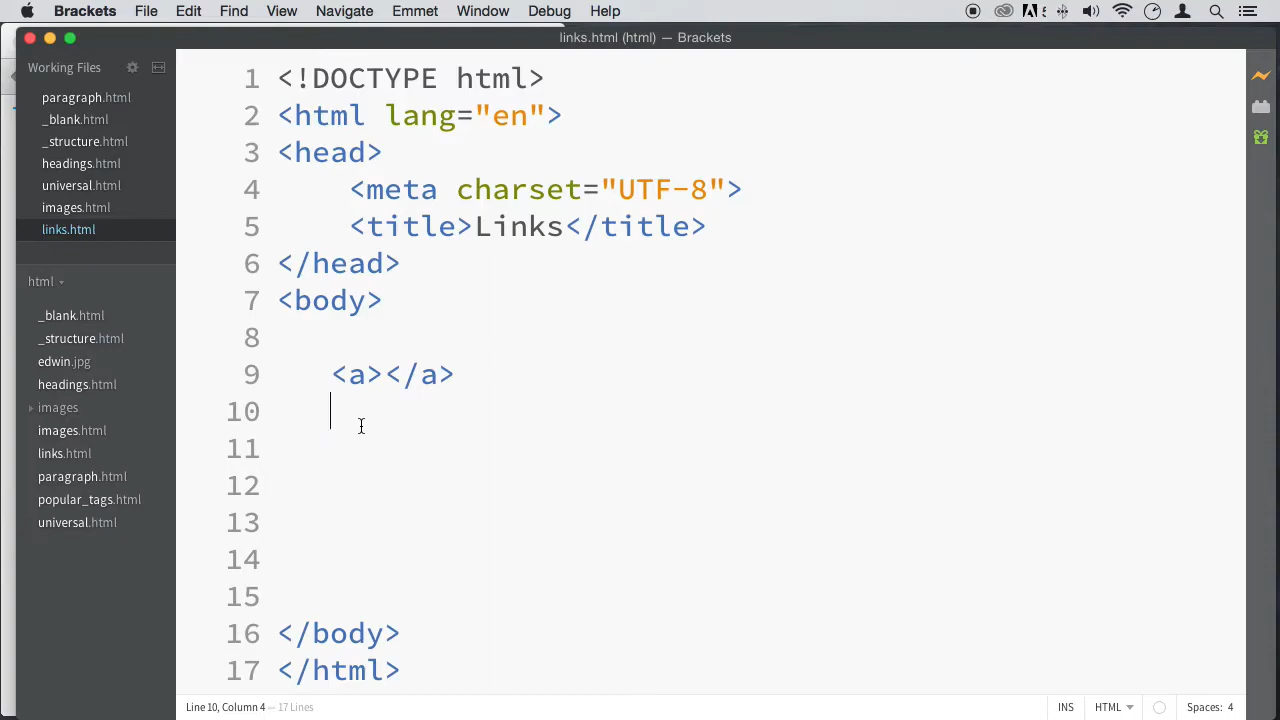 Brackets File Edit Find View Navigate Emmet Window Debug Help
links.html (html) — Brackets
Working Files
paragraph.html
_blank.html
_structure.html
headings.html
universal.html
images.html
links.html
html
_blank.html
_structure.html
edwin.jpg
headings.html
images
images.html
links.html
paragraph.html
popular_tags.html
universal.html
1 <!DOCTYPE html>
2 <html lang="en">
3 <head>
4 <meta charset="UTF-8">
5 <title>Links</title>
6 </head>
7 <body>
8
9 <a></a>
10
11
12
13
14
15
16 </body>
17 </html>
Line 10, Column 4 — 17 Lines
INS HTML Spaces: 4